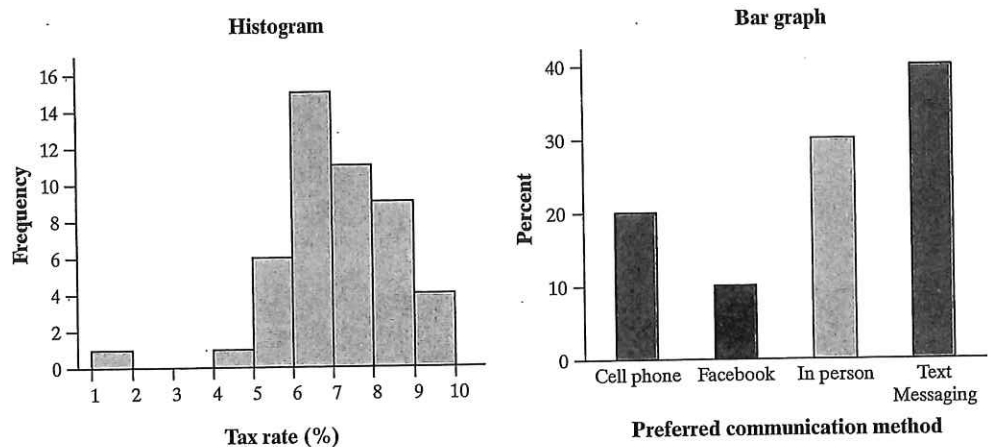 Histogram
Frequency
16
14
12
10
8
6
4
2
0
1 2 3 4 5 6 7 8 9 10
Tax rate (%)
Bar graph
Percent
40
30
20
10
0
Cell phone Facebook In person Text
Messaging
Preferred communication method